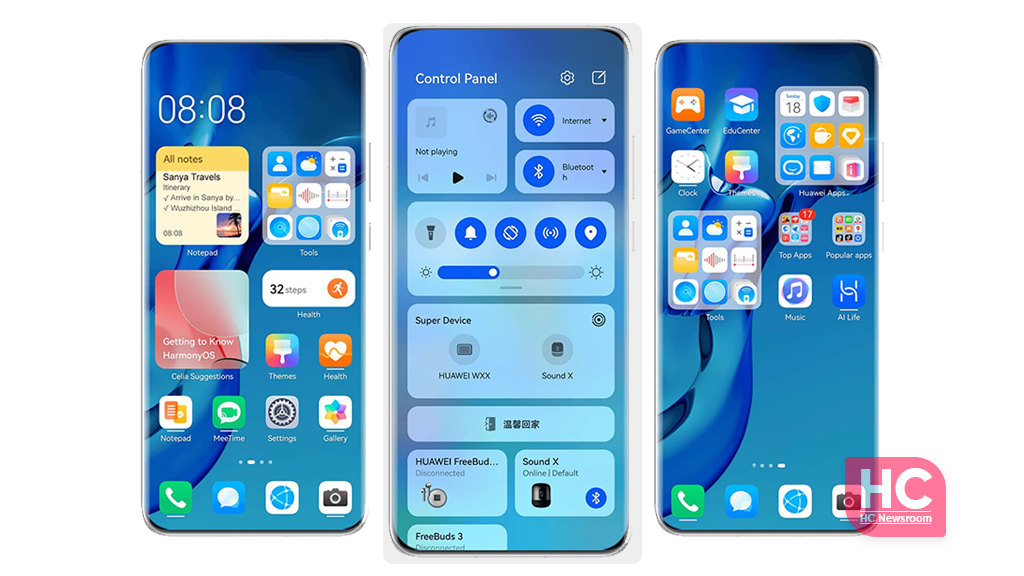 08:08
All notes
Sanya Travels
Itinerary
✓ Arrive in Sanya by...
✓ Wuzhizhou Island ...
08:08
Notepad
Tools
32 steps
Health
Getting to Know
HarmonyOS
Celia Suggestions
Themes
Health
Notepad
MeeTime
Settings
Gallery
Control Panel
Not playing
Internet
Bluetoot
h
Super Device
HUAWEI WXX
Sound X
温馨回家
HUAWEI FreeBud...
Disconnected
Sound X
Online | Default
FreeBuds 3
Disconnected
GameCenter
EduCenter
Sunday
18
Clock
Themes
Huawei Apps..
17
Tools
Top Apps
Popular apps
Music
AI Life
HC
HC Newsroom